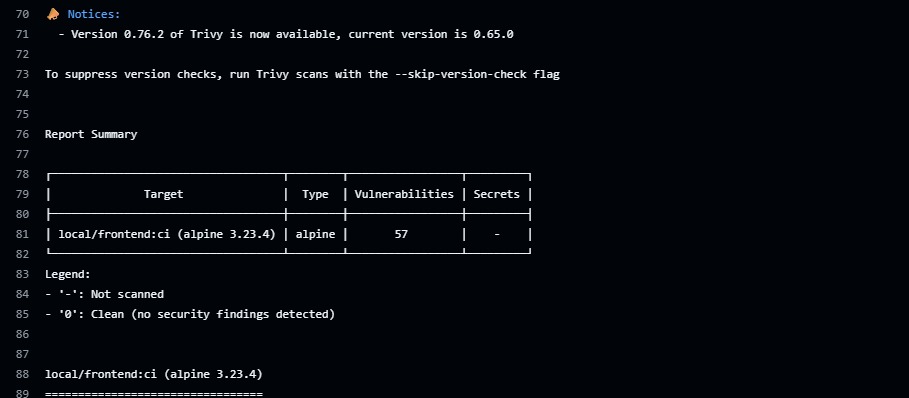 70 📣 Notices:
71   - Version 0.76.2 of Trivy is now available, current version is 0.65.0
72
73 To suppress version checks, run Trivy scans with the --skip-version-check flag
74
75
76 Report Summary
77
78 ┌───────────────────────────────────┬────────┬─────────────────┬─────────┐
79 │              Target               │  Type  │ Vulnerabilities │ Secrets │
80 ├───────────────────────────────────┼────────┼─────────────────┼─────────┤
81 │ local/frontend:ci (alpine 3.23.4) │ alpine │       57        │    -    │
82 └───────────────────────────────────┴────────┴─────────────────┴─────────┘
83 Legend:
84 - '-': Not scanned
85 - '0': Clean (no security findings detected)
86
87
88 local/frontend:ci (alpine 3.23.4)
89 =================================